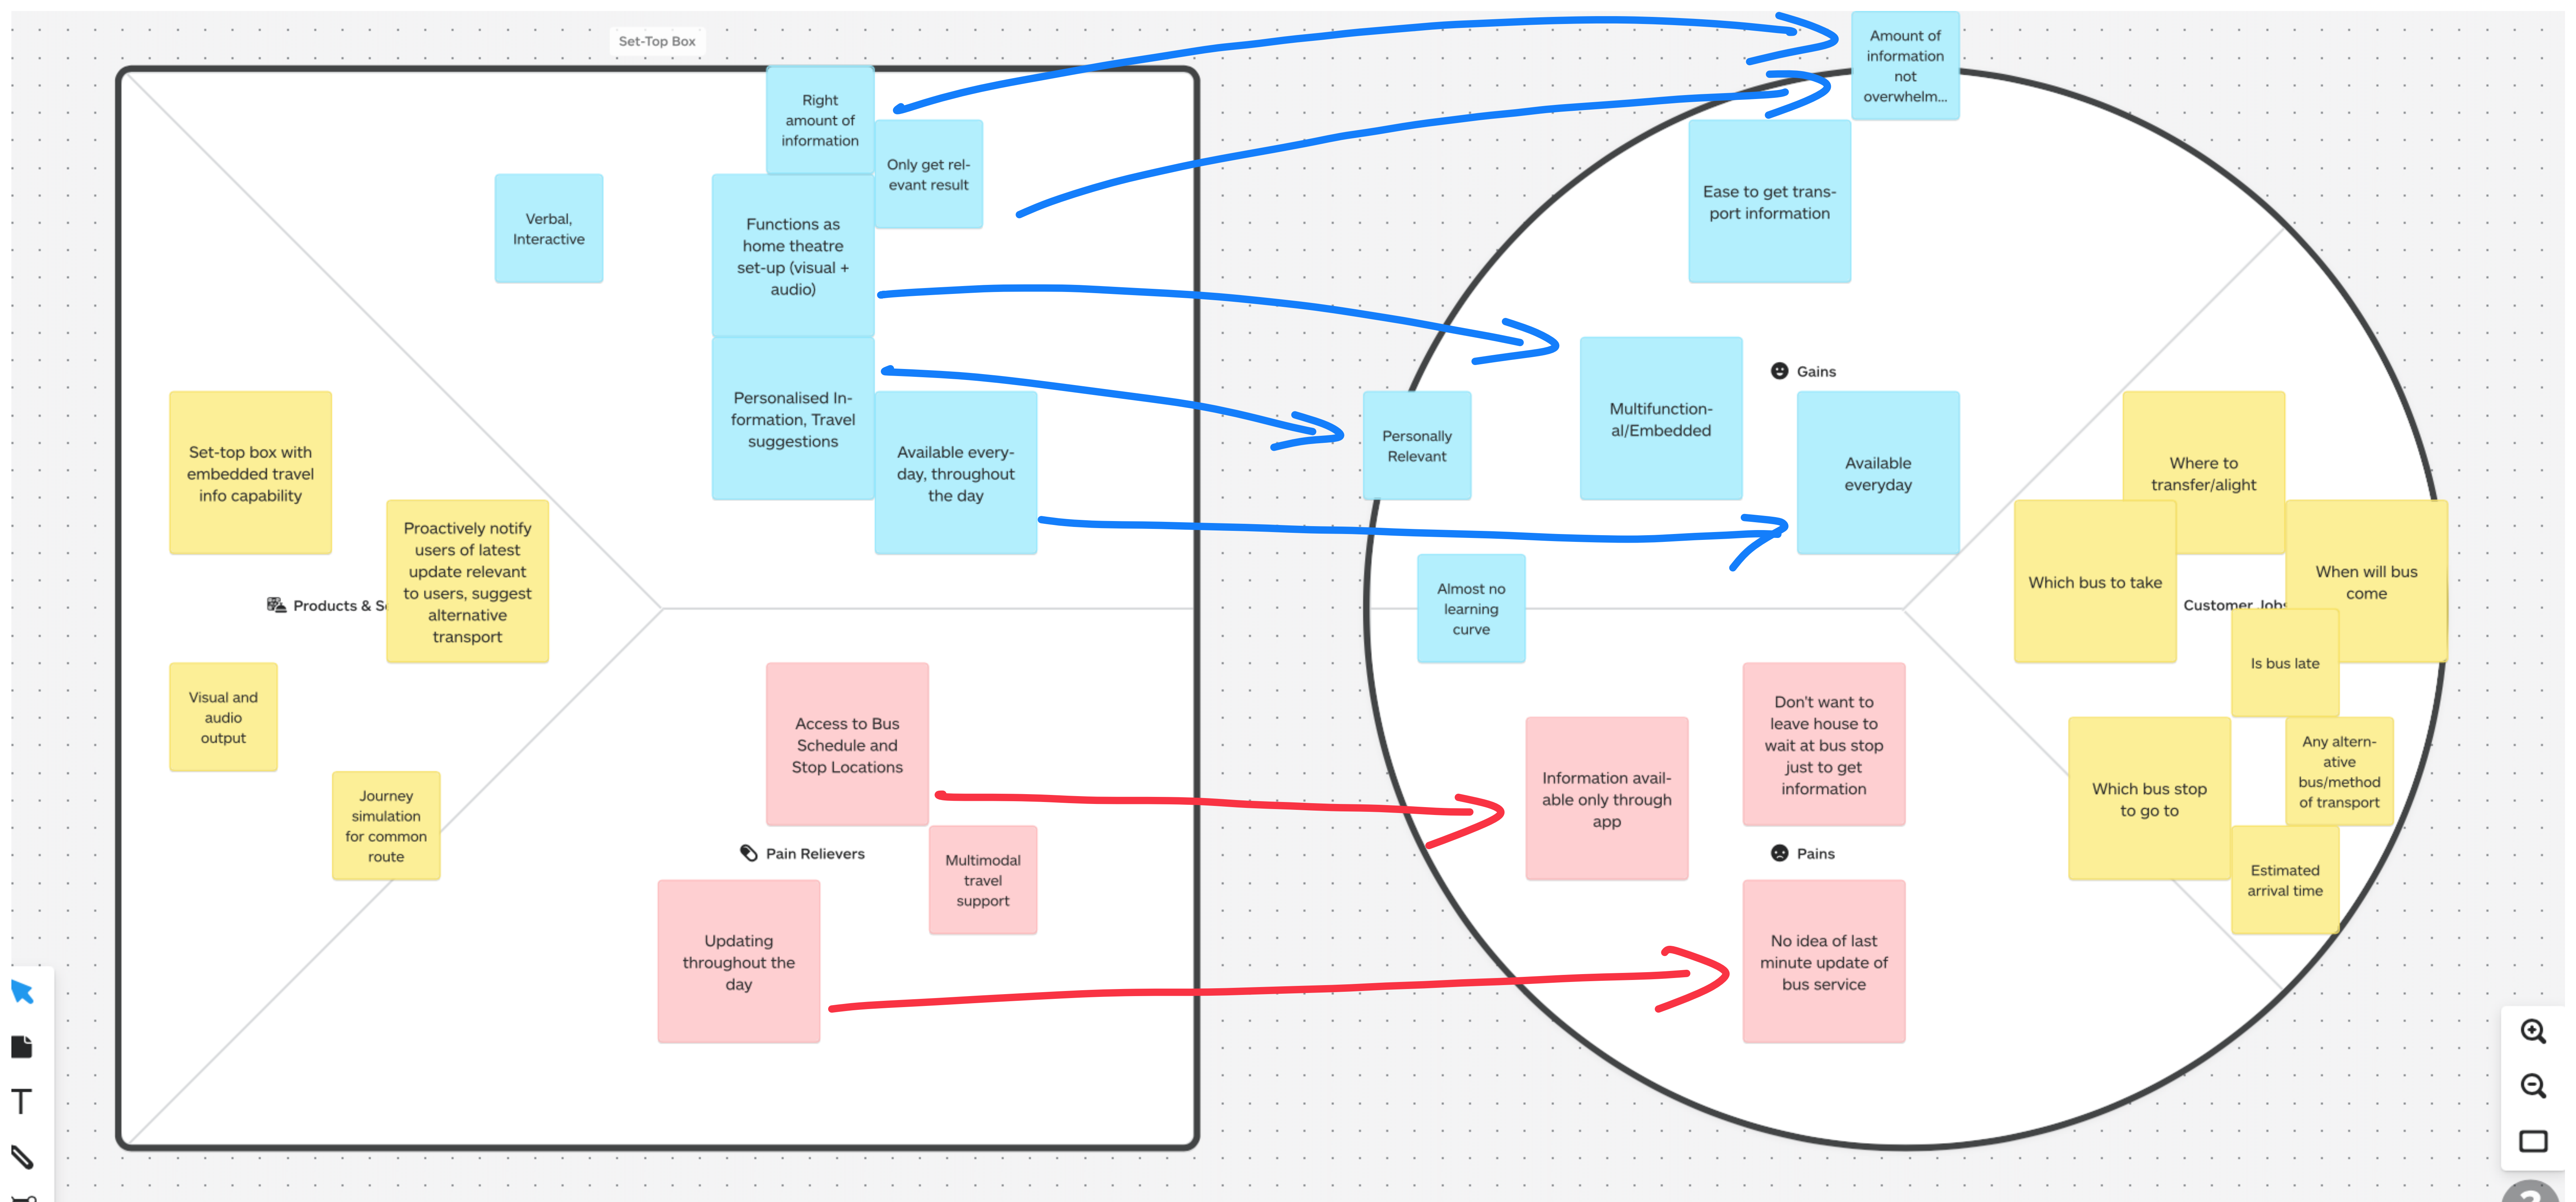 Set-Top Box
Right
amount of
information
Only get rel-
evant result
Verbal,
Interactive
Functions as
home theatre
set-up (visual +
audio)
Personalised In-
formation, Travel
suggestions
Available every-
day, throughout
the day
Set-top box with
embedded travel
info capability
Proactively notify
users of latest
update relevant
to users, suggest
alternative
transport
Products & Se
Visual and
audio
output
Journey
simulation
for common
route
Access to Bus
Schedule and
Stop Locations
Pain Relievers
Multimodal
travel
support
Updating
throughout the
day
Amount of
information
not
overwhelm...
Ease to get trans-
port information
Gains
Multifunction-
al/Embedded
Personally
Relevant
Available
everyday
Almost no
learning
curve
Where to
transfer/alight
Which bus to take
When will bus
come
Customer Jobs
Is bus late
Any altern-
ative
bus/method
of transport
Which bus stop
to go to
Estimated
arrival time
Don't want to
leave house to
wait at bus stop
just to get
information
Information avail-
able only through
app
Pains
No idea of last
minute update of
bus service
T